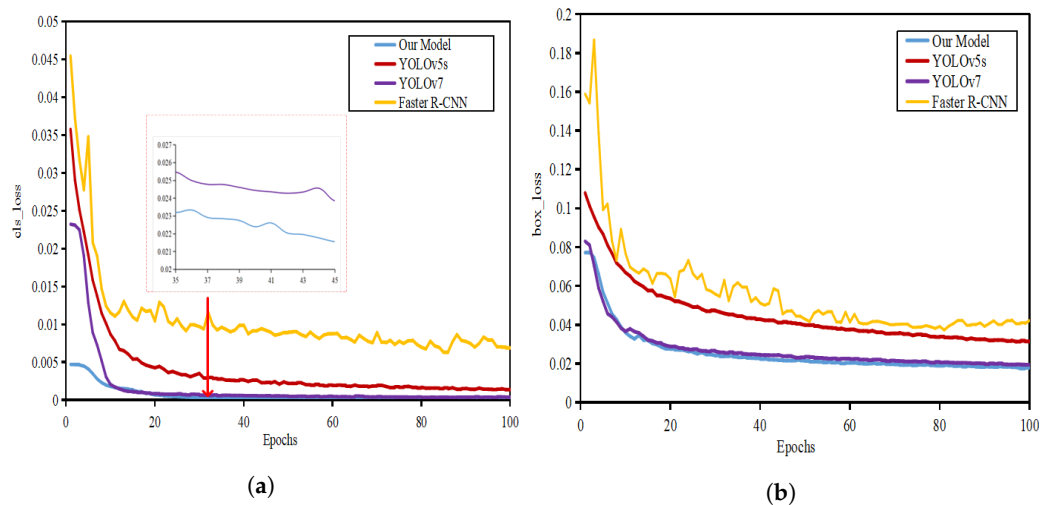 0.05
0.045
0.04
0.035
0.03
0.025
0.02
0.015
0.01
0.005
0
cls_loss
Our Model
YOLOv5s
YOLOv7
Faster R-CNN
0.027
0.026
0.025
0.024
0.023
0.022
0.021
0.02
35 37 39 41 43 45
0 20 40 60 80 100
Epochs
(a)
0.2
0.18
0.16
0.14
0.12
0.1
0.08
0.06
0.04
0.02
0
box_loss
Our Model
YOLOv5s
YOLOv7
Faster R-CNN
0 20 40 60 80 100
Epochs
(b)